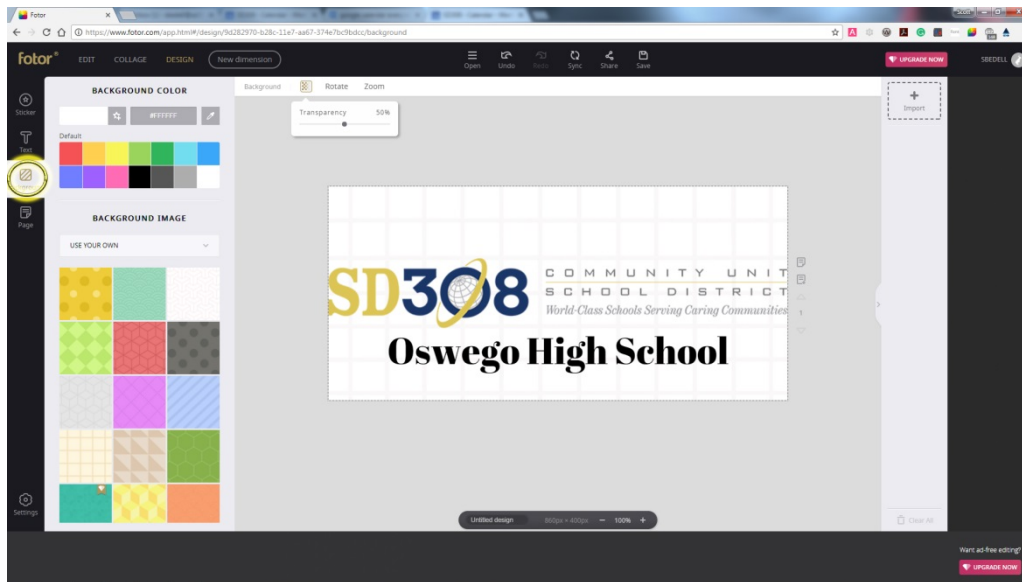 Fotor
https://www.fotor.com/app.html#/design/9d282970-b28c-11e7-aa67-374e7bc9bdcc/background
fotor
EDIT
COLLAGE
DESIGN
New dimension
Open
Undo
Redo
Sync
Share
Save
UPGRADE NOW
SBEDELL
Sticker
Text
Page
Settings
BACKGROUND COLOR
#FFFFFF
Default
BACKGROUND IMAGE
USE YOUR OWN
Background
Rotate
Zoom
Transparency 50%
SD308
COMMUNITY UNIT
SCHOOL DISTRICT
World-Class Schools Serving Caring Communities
Oswego High School
1
Untitled design 860px × 400px − 100% +
+
Import
Clear All
Want ad-free editing?
UPGRADE NOW